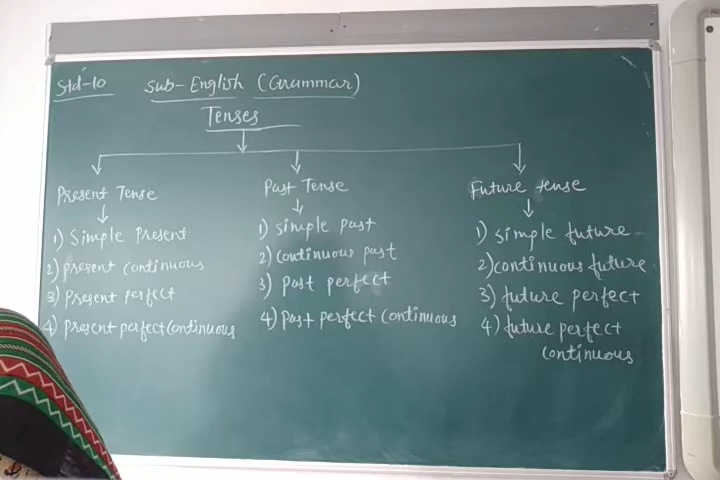 Std-10 Sub-English (Grammar)
Tenses
Present Tense
1) Simple Present
2) present continuous
3) Present perfect
4) present perfect continuous
Past Tense
1) simple past
2) continuous past
3) past perfect
4) past perfect continuous
Future tense
1) simple future
2) continuous future
3) future perfect
4) future perfect
continuous